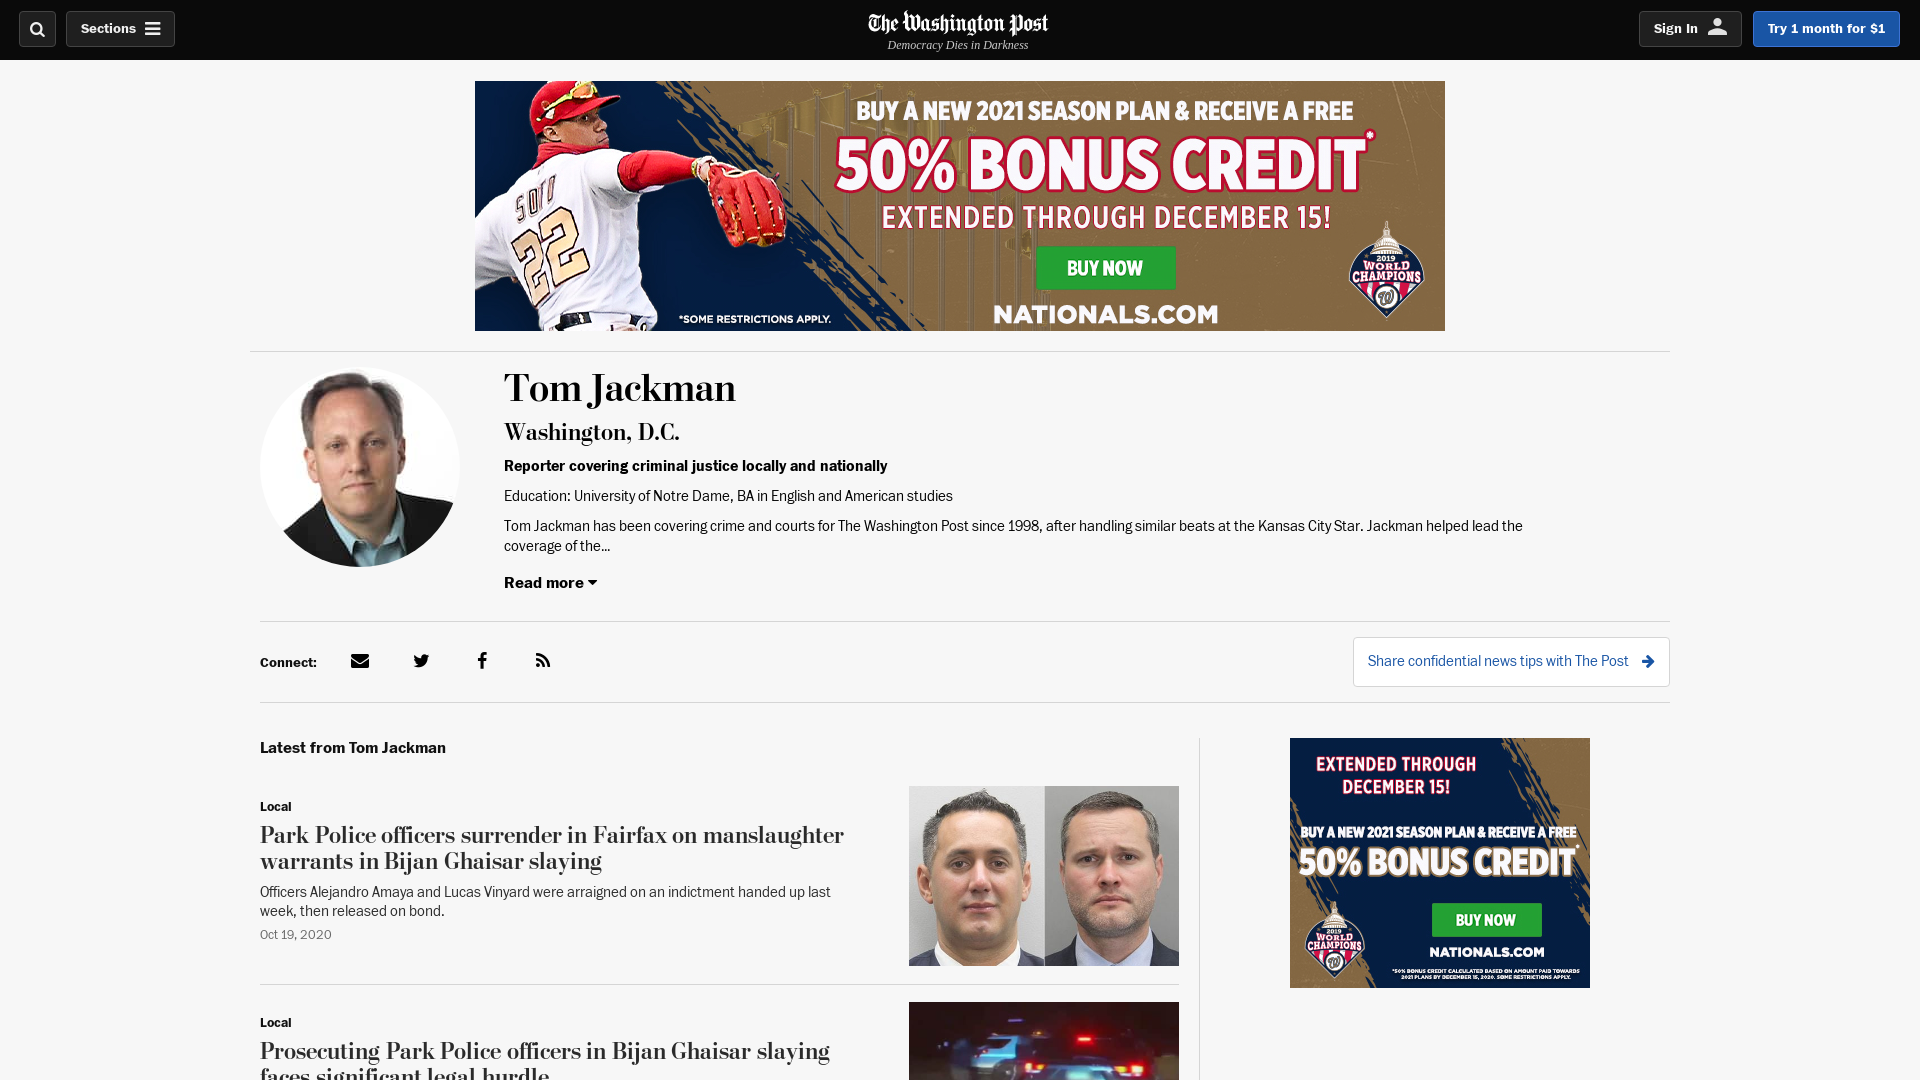 Sections
The Washington Post
Democracy Dies in Darkness
Sign In
Try 1 month for $1
BUY A NEW 2021 SEASON PLAN & RECEIVE A FREE
50% BONUS CREDIT*
EXTENDED THROUGH DECEMBER 15!
BUY NOW
NATIONALS.COM
*SOME RESTRICTIONS APPLY.
SOTO
22
2019
WORLD
CHAMPIONS
W
Tom Jackman
Washington, D.C.
Reporter covering criminal justice locally and nationally
Education: University of Notre Dame, BA in English and American studies
Tom Jackman has been covering crime and courts for The Washington Post since 1998, after handling similar beats at the Kansas City Star. Jackman helped lead the
coverage of the...
Read more
Connect:
Share confidential news tips with The Post
Latest from Tom Jackman
Local
Park Police officers surrender in Fairfax on manslaughter
warrants in Bijan Ghaisar slaying
Officers Alejandro Amaya and Lucas Vinyard were arraigned on an indictment handed up last
week, then released on bond.
Oct 19, 2020
Local
Prosecuting Park Police officers in Bijan Ghaisar slaying
faces significant legal hurdle
EXTENDED THROUGH
DECEMBER 15!
BUY A NEW 2021 SEASON PLAN & RECEIVE A FREE
50% BONUS CREDIT*
BUY NOW
2019
WORLD
CHAMPIONS
W
NATIONALS.COM
*50% BONUS CREDIT CALCULATED BASED ON AMOUNT PAID TOWARDS
2021 PLANS BY DECEMBER 15, 2020. SOME RESTRICTIONS APPLY.